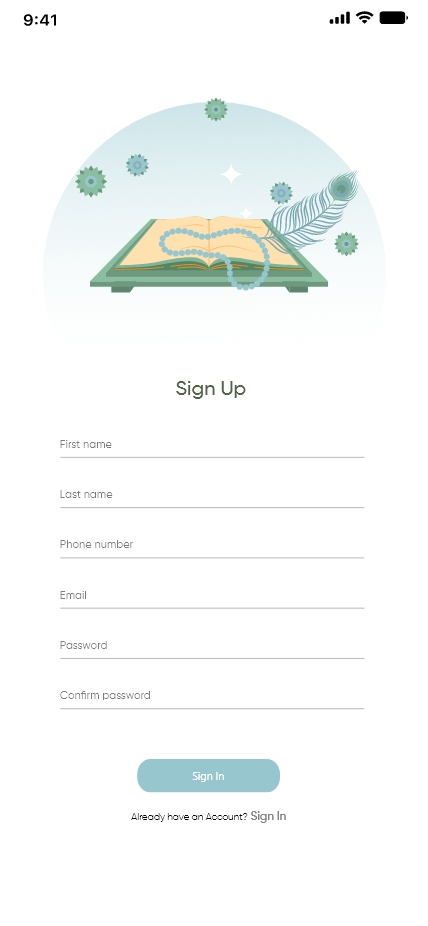 9:41
Sign Up
First name
Last name
Phone number
Email
Password
Confirm password
Sign In
Already have an Account? Sign In